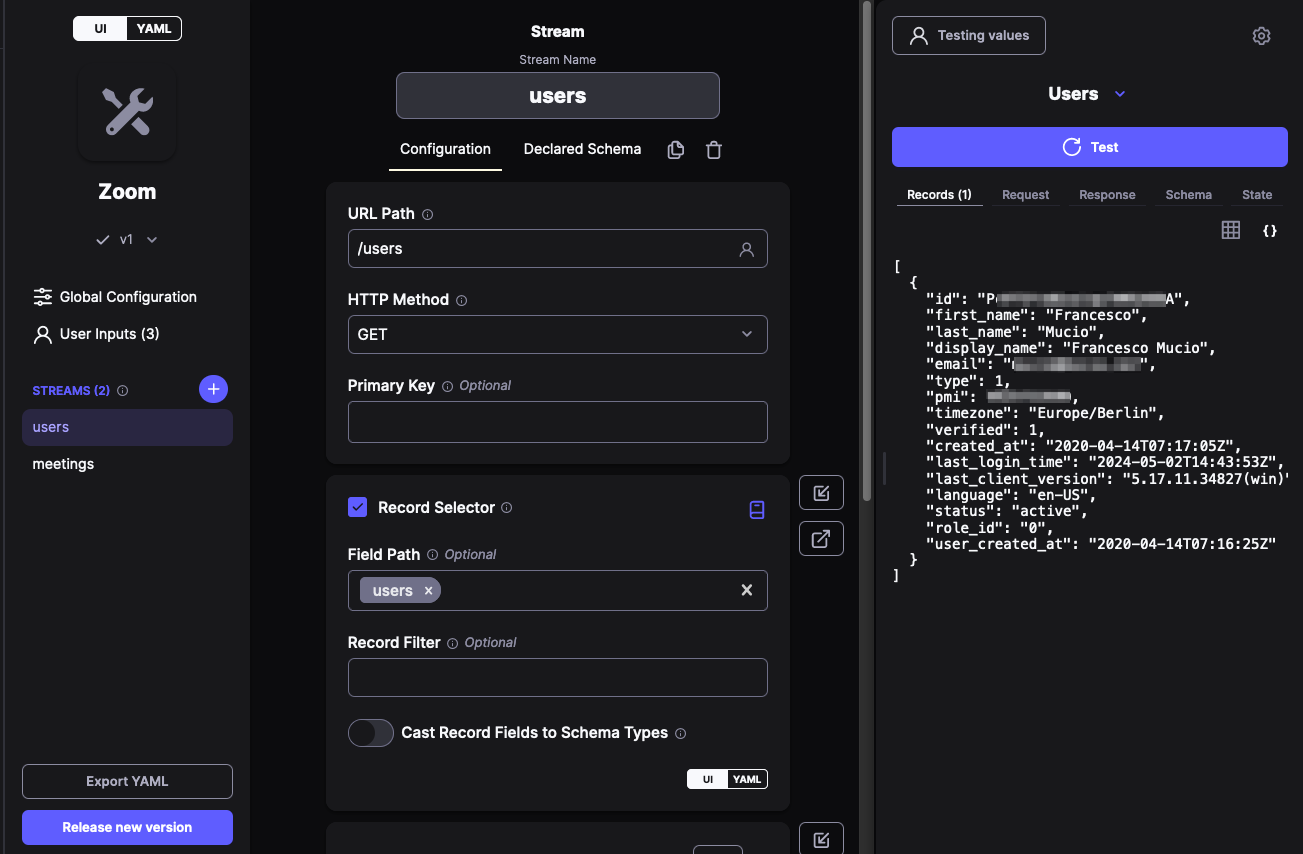 UI YAML
Zoom
v1
Global Configuration
User Inputs (3)
STREAMS (2)
users
meetings
Export YAML
Release new version
Stream
Stream Name
users
Configuration Declared Schema
URL Path
/users
HTTP Method
GET
Primary Key Optional
Record Selector
Field Path Optional
users
Record Filter Optional
Cast Record Fields to Schema Types
UI YAML
Testing values
Users
Test
Records (1) Request Response Schema State
{}
[
{
"id": "P A",
"first_name": "Francesco",
"last_name": "Mucio",
"display_name": "Francesco Mucio",
"email": " ",
"type": 1,
"pmi": ,
"timezone": "Europe/Berlin",
"verified": 1,
"created_at": "2020-04-14T07:17:05Z",
"last_login_time": "2024-05-02T14:43:53Z",
"last_client_version": "5.17.11.34827(win)"
"language": "en-US",
"status": "active",
"role_id": "0",
"user_created_at": "2020-04-14T07:16:25Z"
}
]